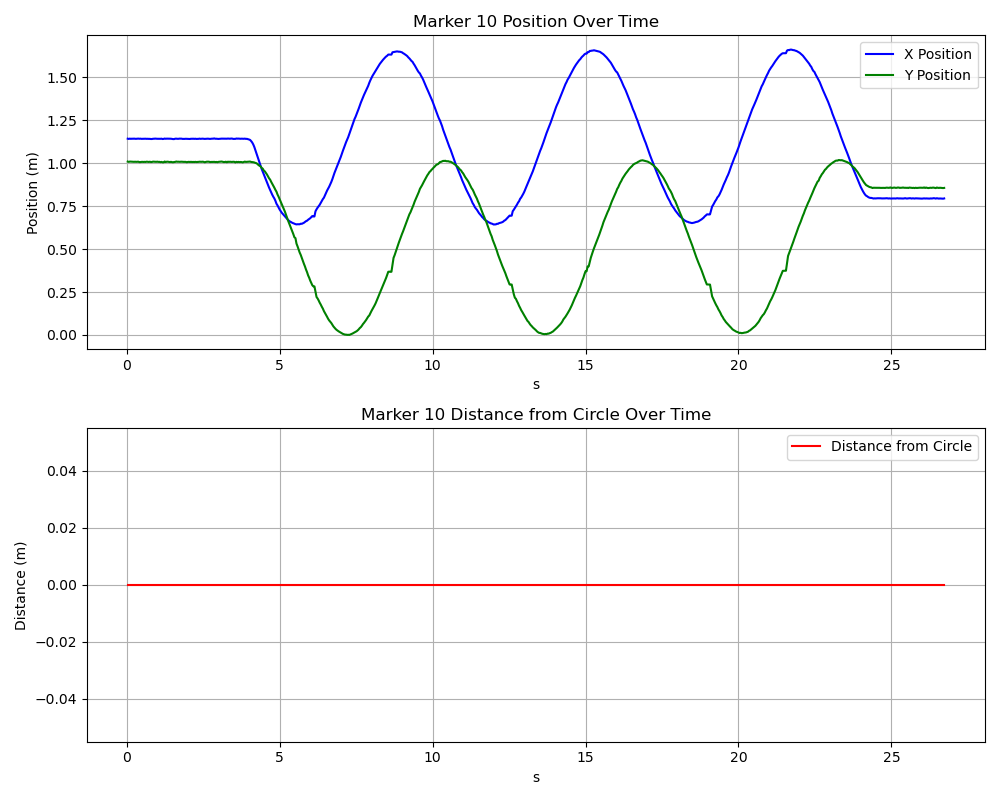 Marker 10 Position Over Time
Position (m)
1.50
1.25
1.00
0.75
0.50
0.25
0.00
X Position
Y Position
0 5 10 15 20 25
s
Marker 10 Distance from Circle Over Time
Distance (m)
0.04
0.02
0.00
−0.02
−0.04
Distance from Circle
0 5 10 15 20 25
s